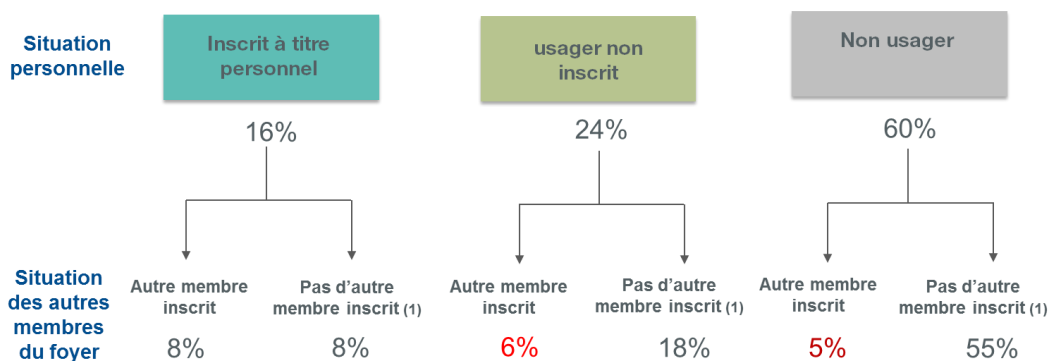 Situation
personnelle
Inscrit à titre
personnel
usager non
inscrit
Non usager
16%
24%
60%
Situation
des autres
membres
du foyer
Autre membre
inscrit
Pas d’autre
membre inscrit (1)
Autre membre
inscrit
Pas d’autre
membre inscrit (1)
Autre membre
inscrit
Pas d’autre
membre inscrit (1)
8%
8%
6%
18%
5%
55%